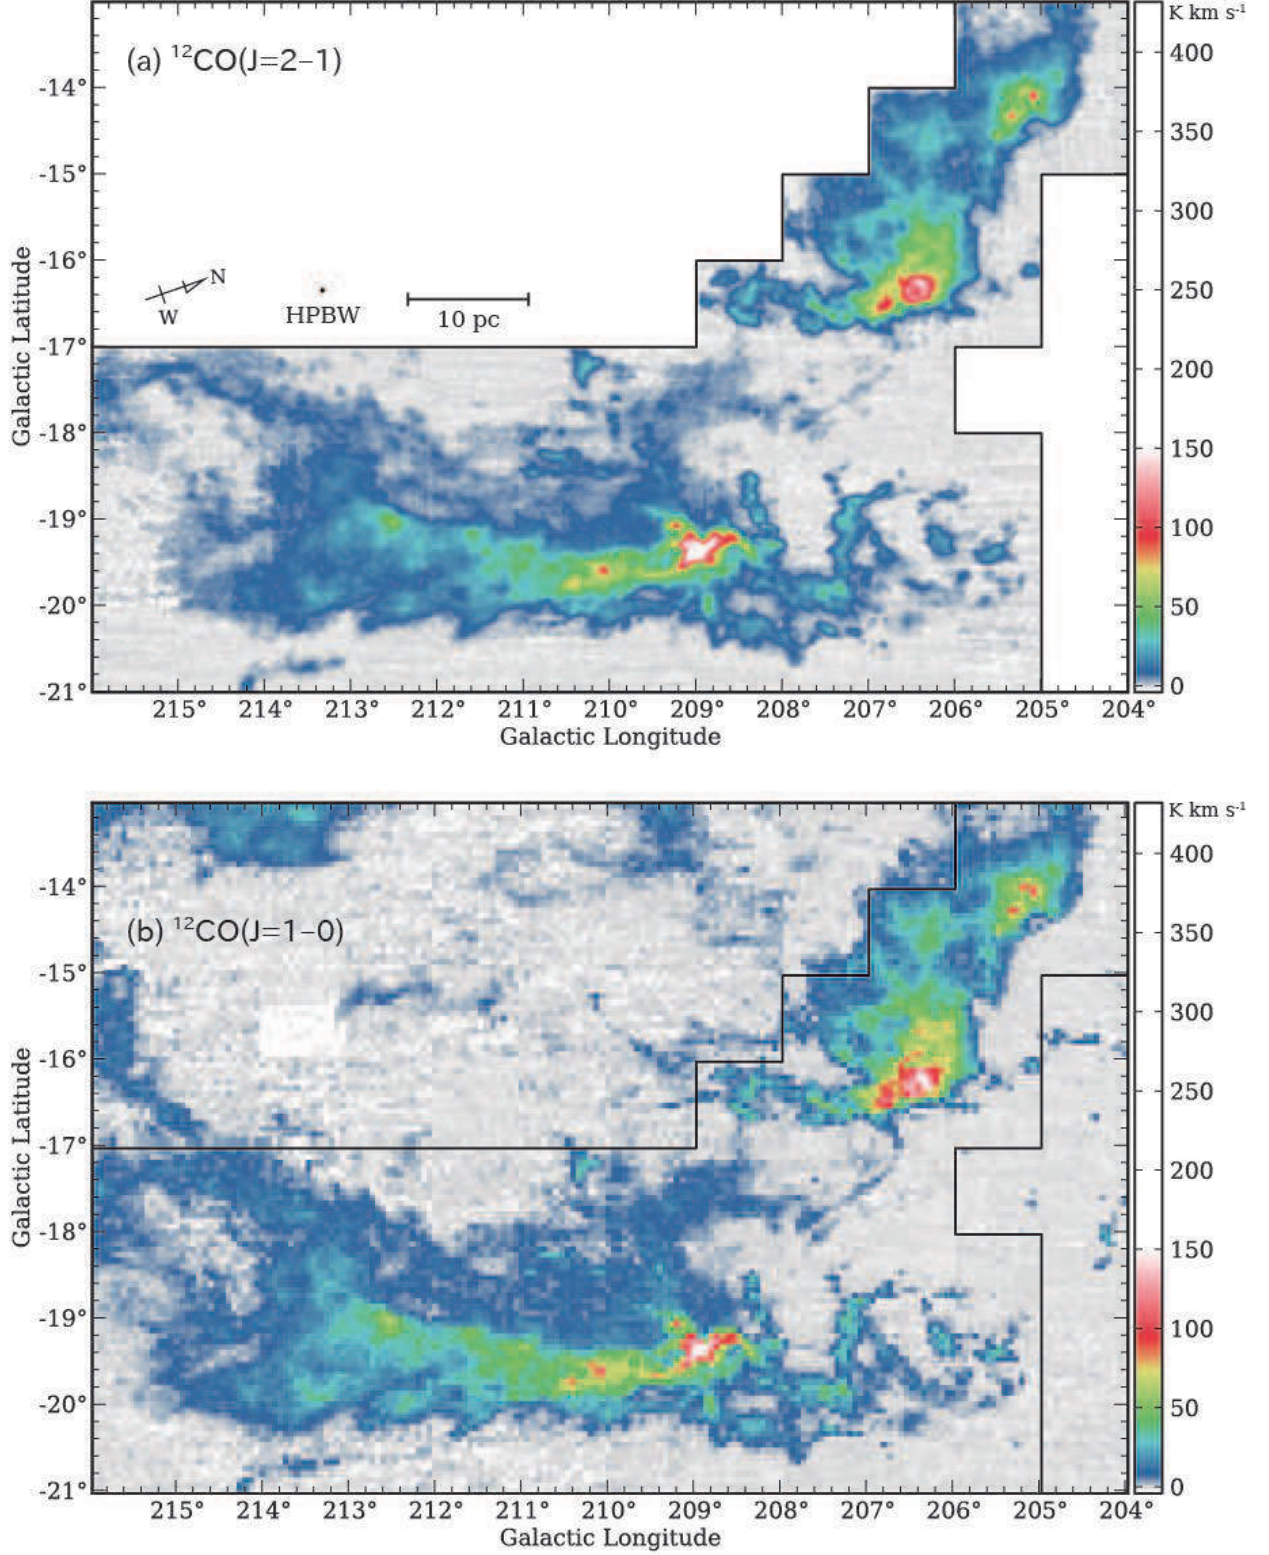 K km s-1
(a) 12CO(J=2–1)
400
-14°
350
-15°
300
Galactic Latitude
-16°
N
W
HPBW
10 pc
250
-17°
200
-18°
150
-19°
100
-20°
50
-21°
0
215° 214° 213° 212° 211° 210° 209° 208° 207° 206° 205° 204°
Galactic Longitude
K km s-1
400
-14°
(b) 12CO(J=1–0)
350
-15°
300
Galactic Latitude
-16°
250
-17°
200
-18°
150
-19°
100
-20°
50
-21°
0
215° 214° 213° 212° 211° 210° 209° 208° 207° 206° 205° 204°
Galactic Longitude